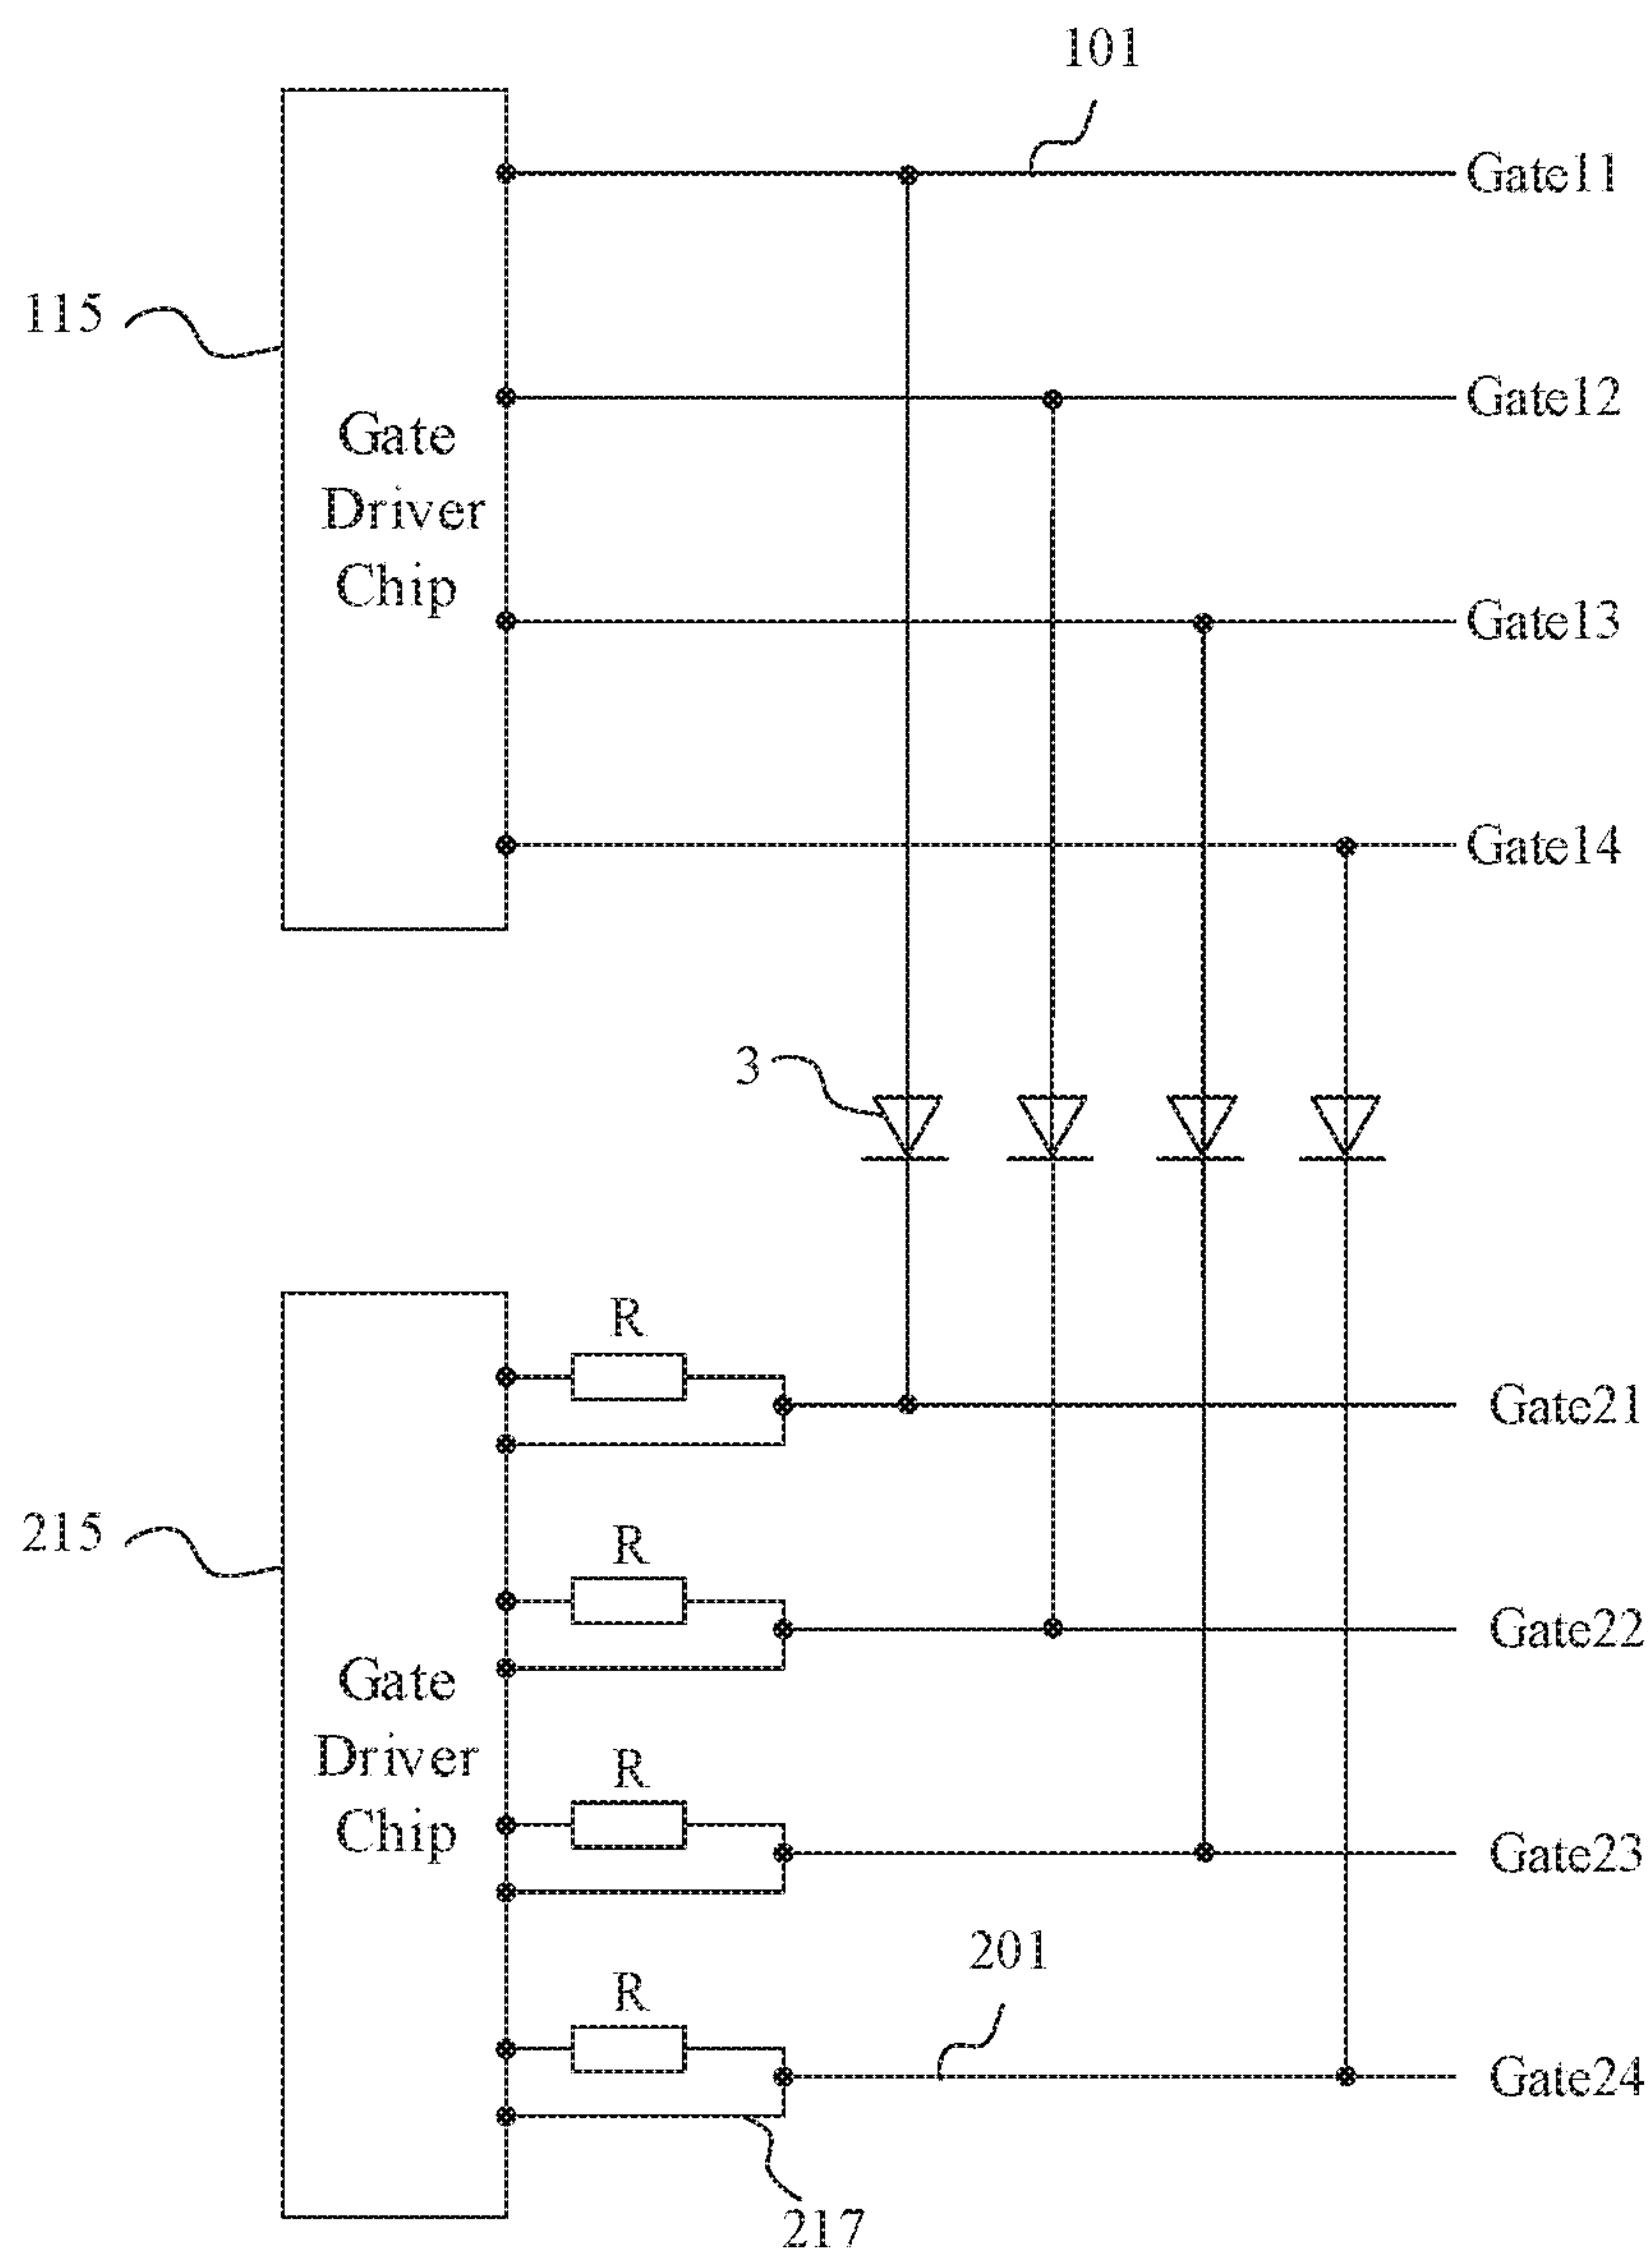 101
Gate11
115
Gate12
Gate
Driver
Chip
Gate13
Gate14
3
R
Gate21
215
R
Gate22
Gate
Driver
Chip
R
Gate23
201
R
Gate24
217